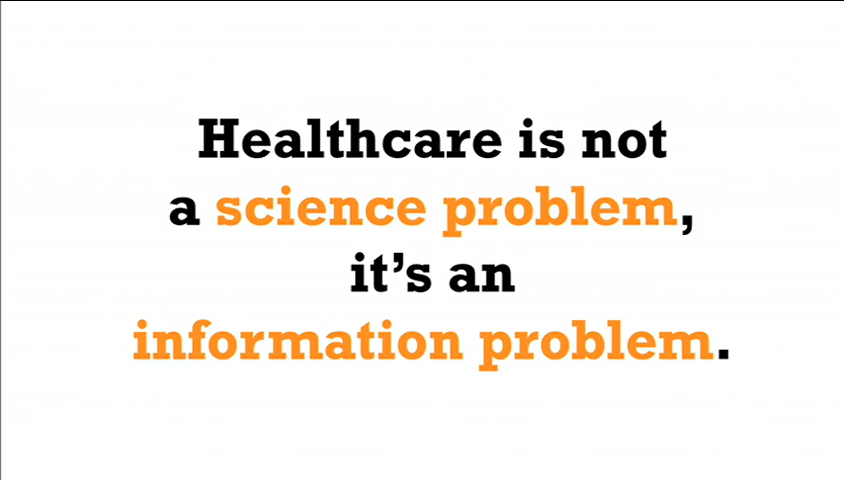 Healthcare is not
a science problem,
it’s an
information problem.